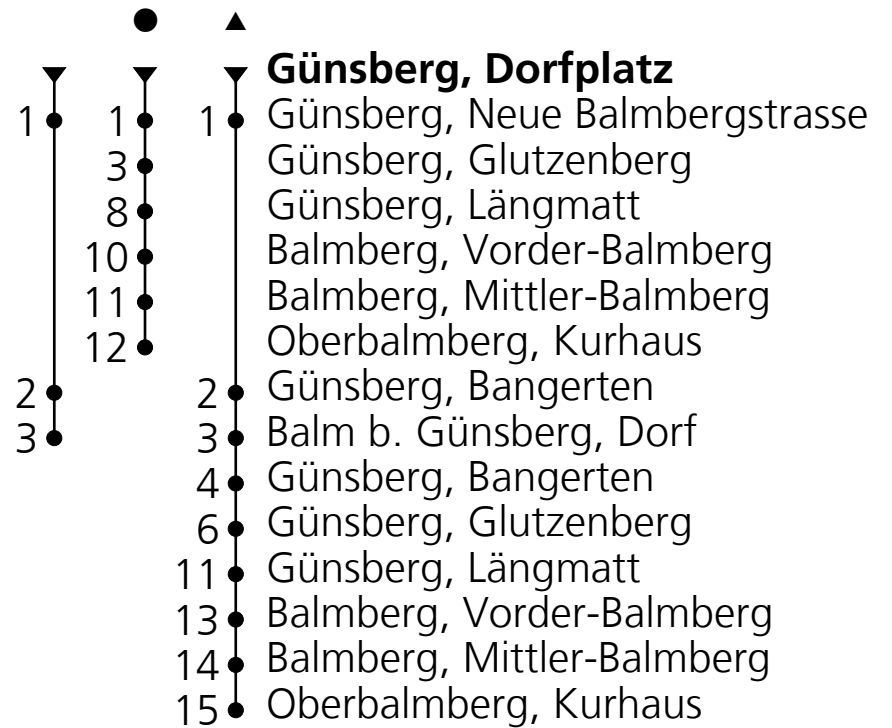 ● ▲
Günsberg, Dorfplatz
1 1 1 Günsberg, Neue Balmbergstrasse
3 Günsberg, Glutzenberg
8 Günsberg, Längmatt
10 Balmberg, Vorder-Balmberg
11 Balmberg, Mittler-Balmberg
12 Oberbalmberg, Kurhaus
2 2 Günsberg, Bangerten
3 3 Balm b. Günsberg, Dorf
4 Günsberg, Bangerten
6 Günsberg, Glutzenberg
11 Günsberg, Längmatt
13 Balmberg, Vorder-Balmberg
14 Balmberg, Mittler-Balmberg
15 Oberbalmberg, Kurhaus